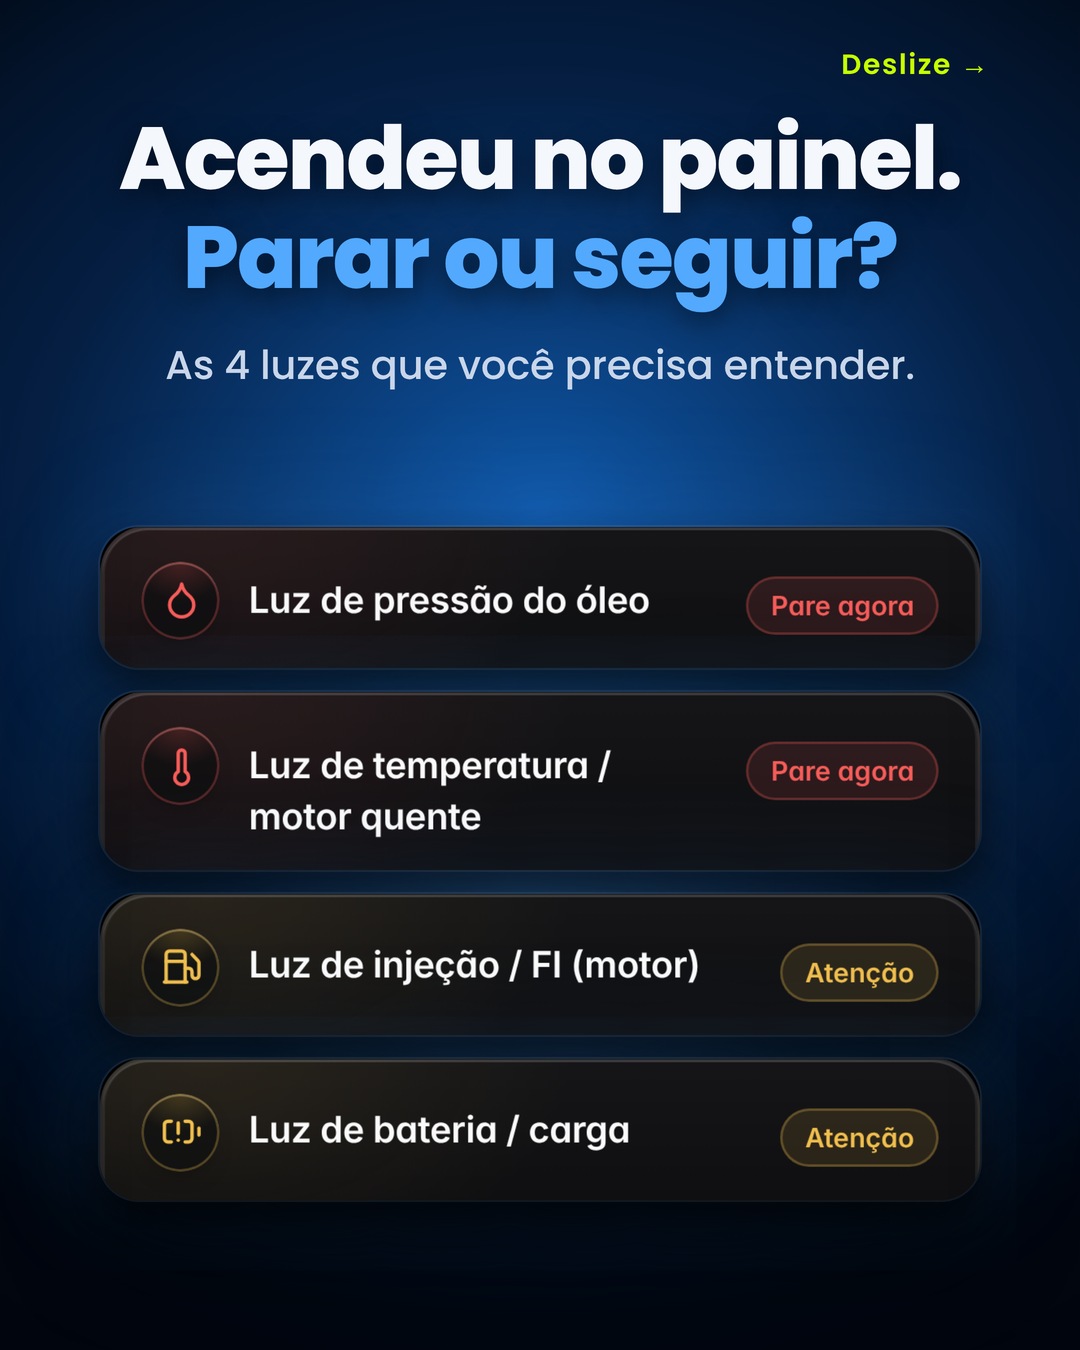 Deslize →
Acendeu no painel.
Parar ou seguir?
As 4 luzes que você precisa entender.
Luz de pressão do óleo
Pare agora
Luz de temperatura /
motor quente
Pare agora
Luz de injeção / FI (motor)
Atenção
Luz de bateria / carga
Atenção